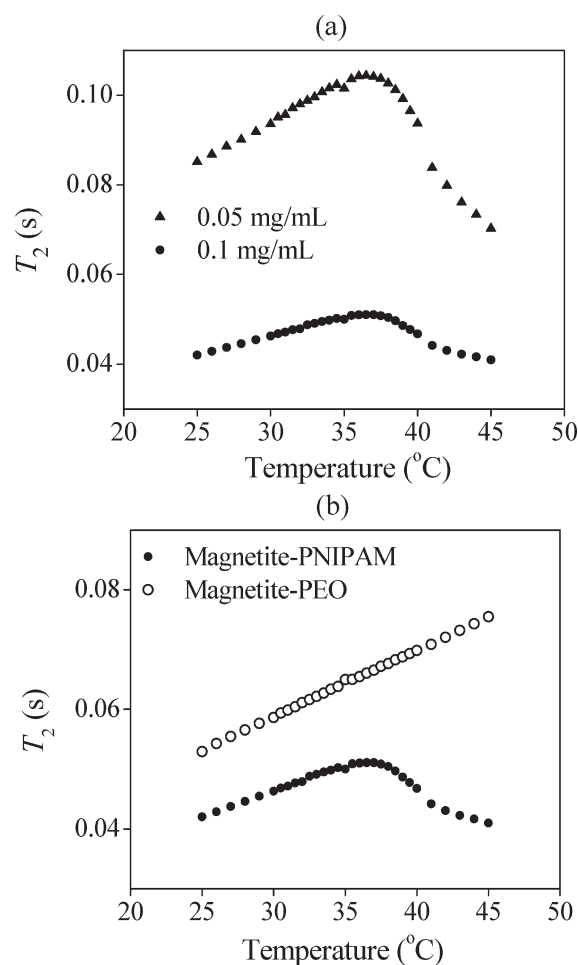 (a)
0.10
0.08
0.06
0.04
T₂ (s)
0.05 mg/mL
0.1 mg/mL
20 25 30 35 40 45 50
Temperature (°C)
(b)
Magnetite-PNIPAM
Magnetite-PEO
0.08
0.06
0.04
T₂ (s)
20 25 30 35 40 45 50
Temperature (°C)